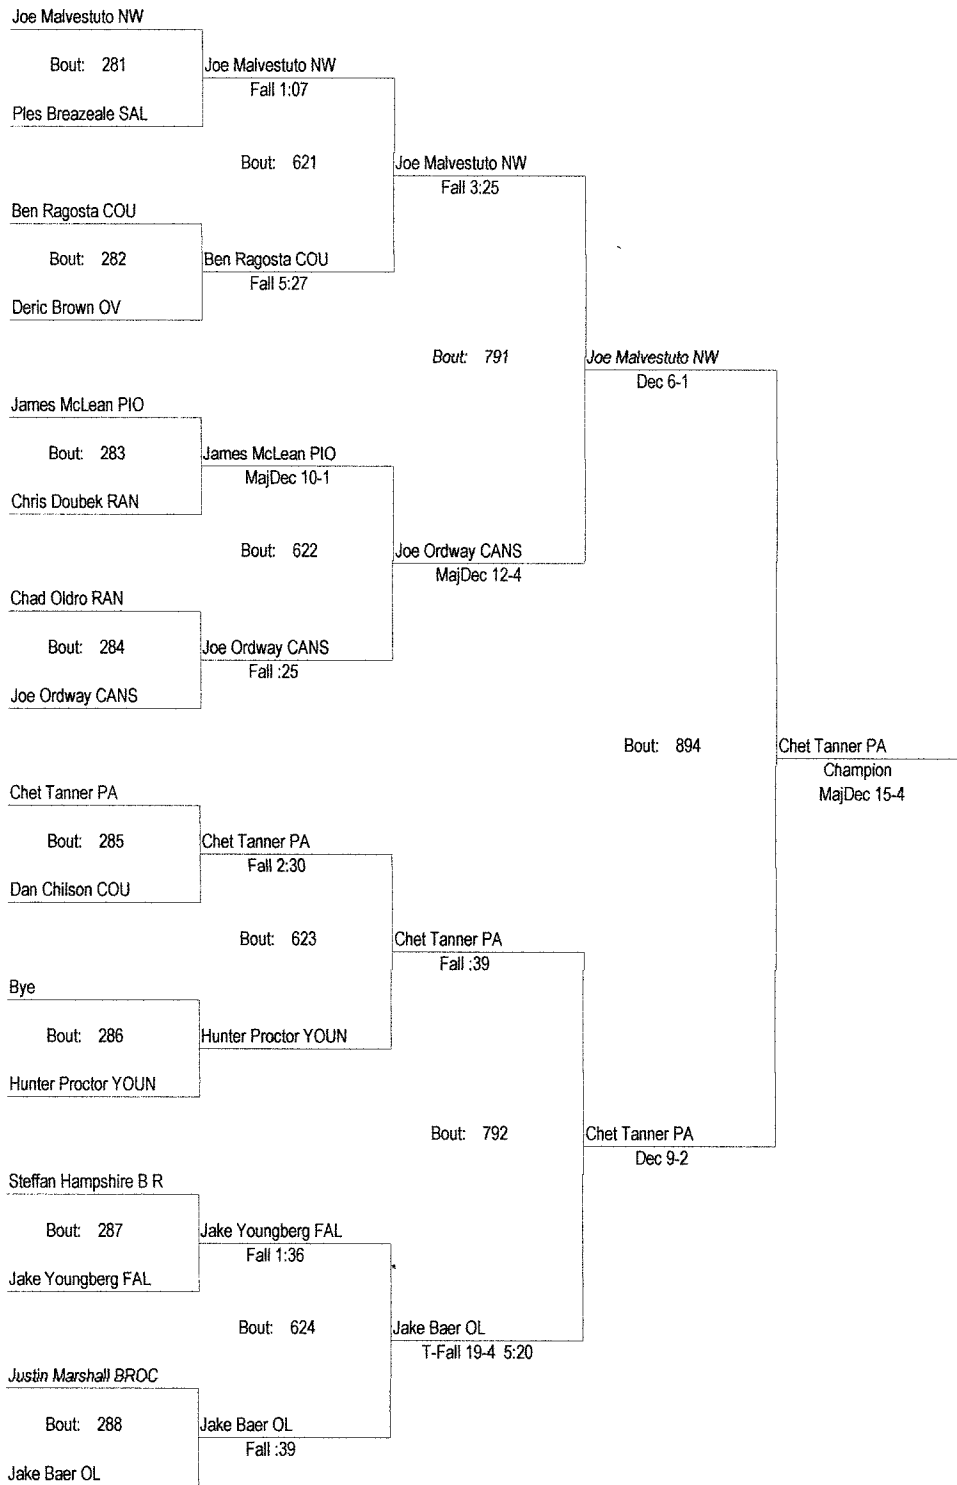 Joe Malvestuto NW
Bout: 281
Joe Malvestuto NW
Fall 1:07
Ples Breazeale SAL
Bout: 621
Joe Malvestuto NW
Fall 3:25
Ben Ragosta COU
Bout: 282
Ben Ragosta COU
Fall 5:27
Deric Brown OV
Bout: 791
Joe Malvestuto NW
Dec 6-1
James McLean PIO
Bout: 283
James McLean PIO
MajDec 10-1
Chris Doubek RAN
Bout: 622
Joe Ordway CANS
MajDec 12-4
Chad Oldro RAN
Bout: 284
Joe Ordway CANS
Fall :25
Joe Ordway CANS
Bout: 894
Chet Tanner PA
Champion
MajDec 15-4
Chet Tanner PA
Bout: 285
Chet Tanner PA
Fall 2:30
Dan Chilson COU
Bout: 623
Chet Tanner PA
Fall :39
Bye
Bout: 286
Hunter Proctor YOUN
Hunter Proctor YOUN
Bout: 792
Chet Tanner PA
Dec 9-2
Steffan Hampshire B R
Bout: 287
Jake Youngberg FAL
Fall 1:36
Jake Youngberg FAL
Bout: 624
Jake Baer OL
T-Fall 19-4 5:20
Justin Marshall BROC
Bout: 288
Jake Baer OL
Fall :39
Jake Baer OL